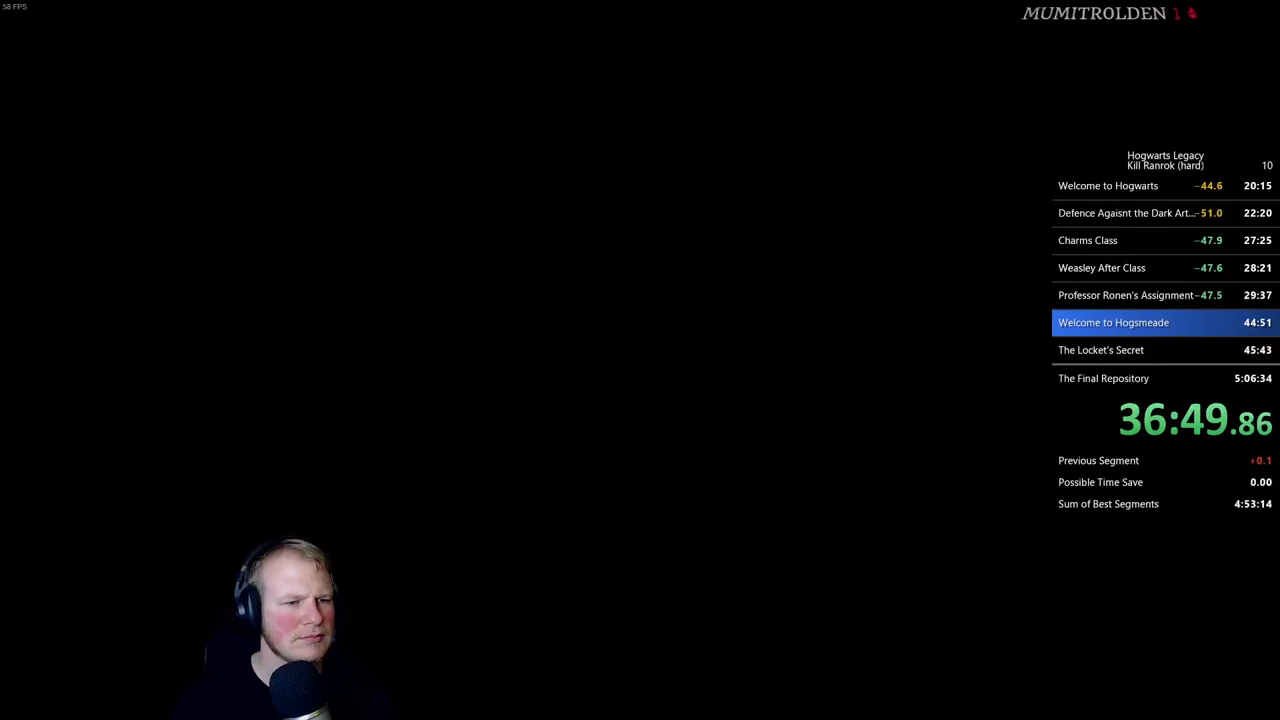 58 FPS
MUMITROLDEN 1
Hogwarts Legacy
Kill Ranrok (hard) 10
Welcome to Hogwarts −44.6 20:15
Defence Agaisnt the Dark Art... −51.0 22:20
Charms Class −47.9 27:25
Weasley After Class −47.6 28:21
Professor Ronen's Assignment −47.5 29:37
Welcome to Hogsmeade 44:51
The Locket's Secret 45:43
The Final Repository 5:06:34
36:49.86
Previous Segment +0.1
Possible Time Save 0.00
Sum of Best Segments 4:53:14